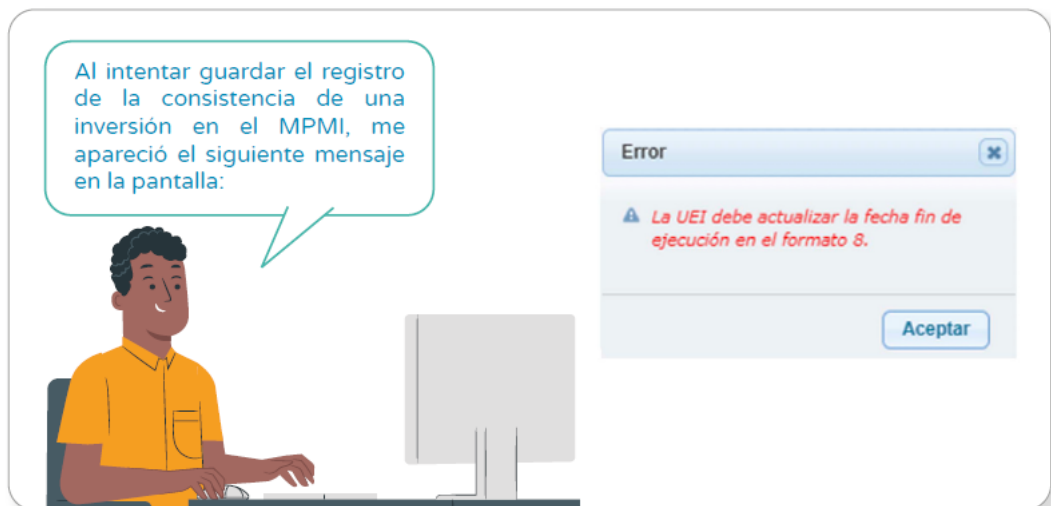 Al intentar guardar el registro
de la consistencia de una
inversión en el MPMI, me
apareció el siguiente mensaje
en la pantalla:
Error
La UEI debe actualizar la fecha fin de
ejecución en el formato 8.
Aceptar